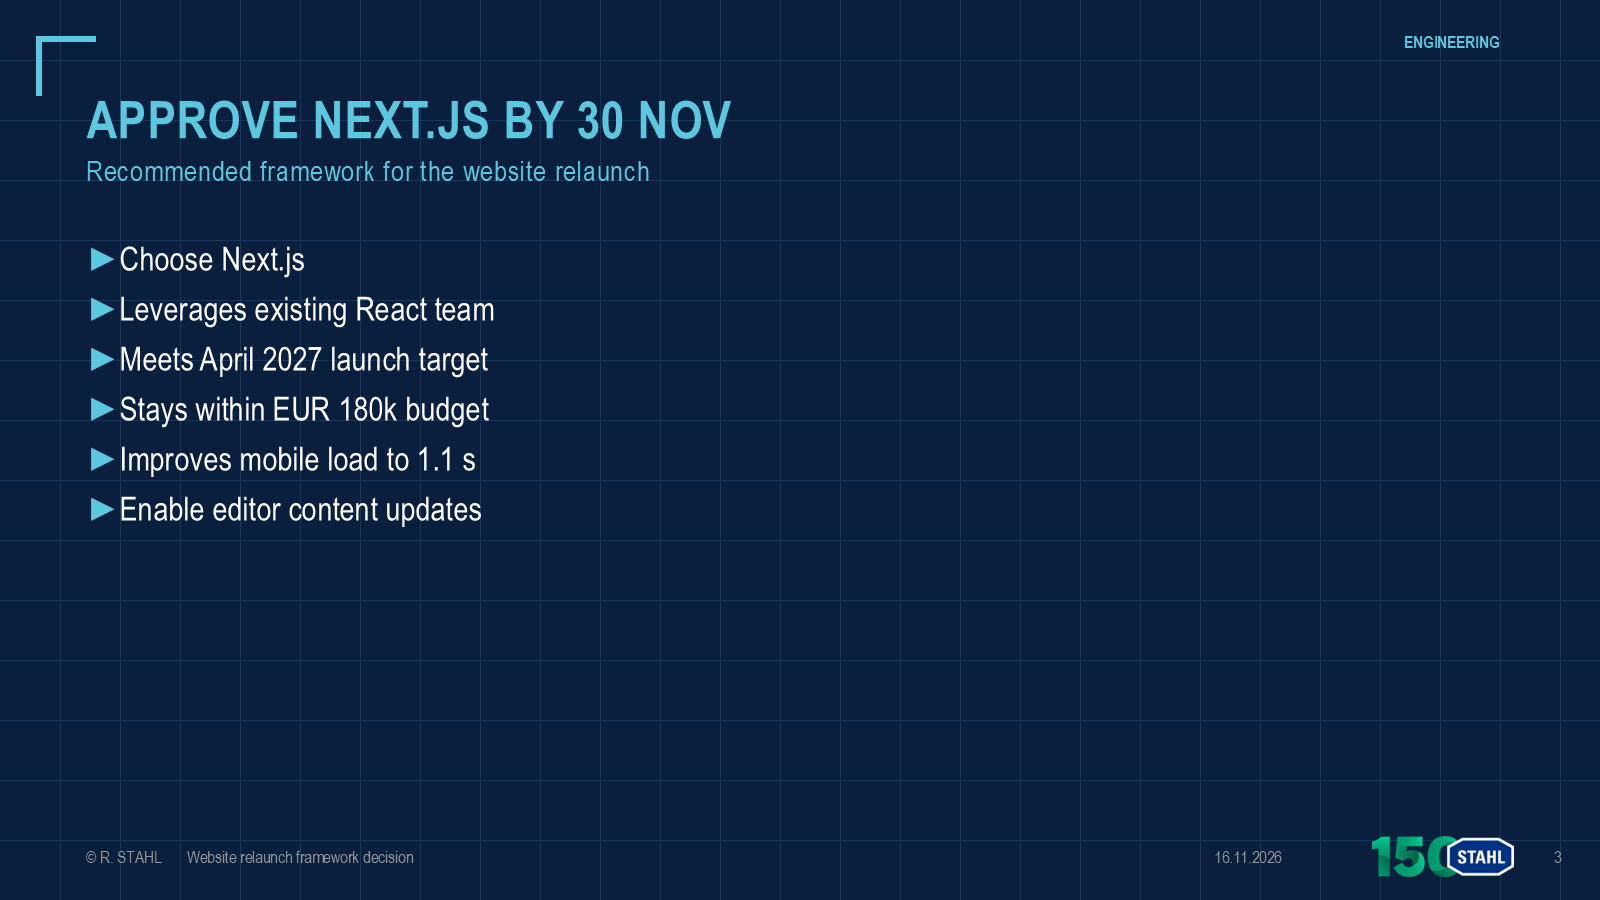 ENGINEERING
APPROVE NEXT.JS BY 30 NOV
Recommended framework for the website relaunch
►Choose Next.js
►Leverages existing React team
►Meets April 2027 launch target
►Stays within EUR 180k budget
►Improves mobile load to 1.1 s
►Enable editor content updates
© R. STAHL Website relaunch framework decision 16.11.2026 150 STAHL 3